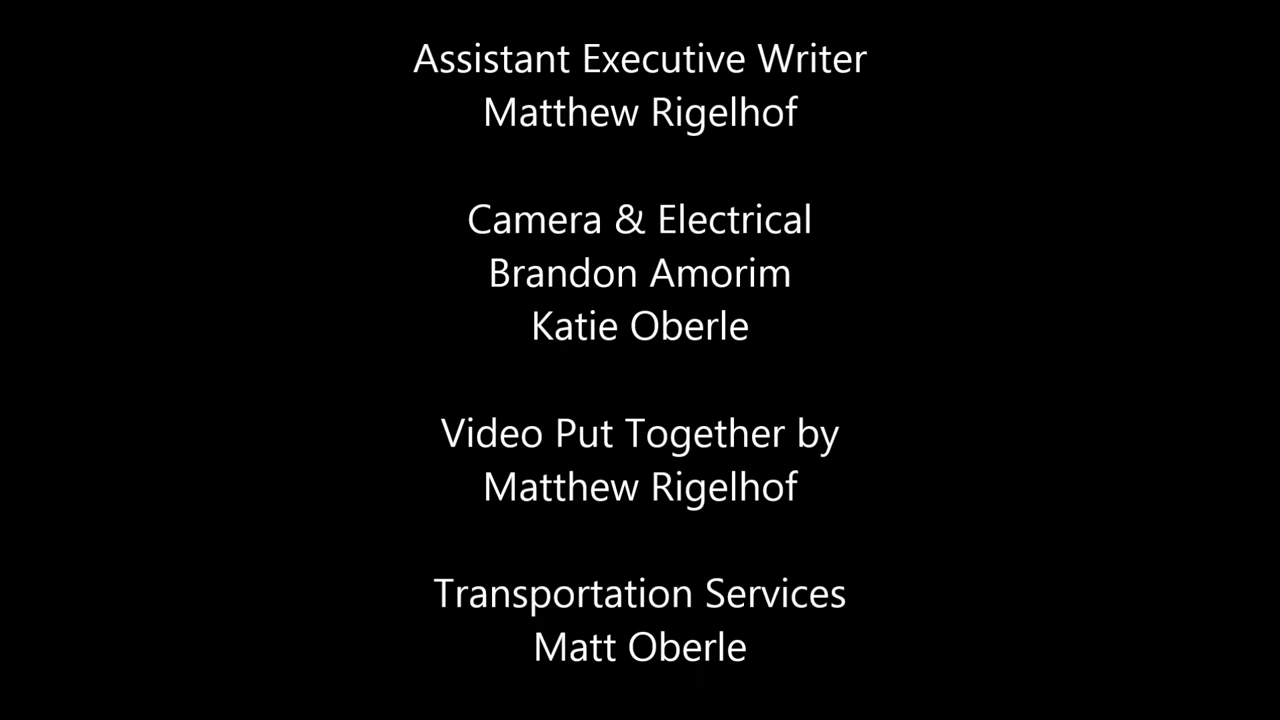 Assistant Executive Writer
Matthew Rigelhof
Camera & Electrical
Brandon Amorim
Katie Oberle
Video Put Together by
Matthew Rigelhof
Transportation Services
Matt Oberle